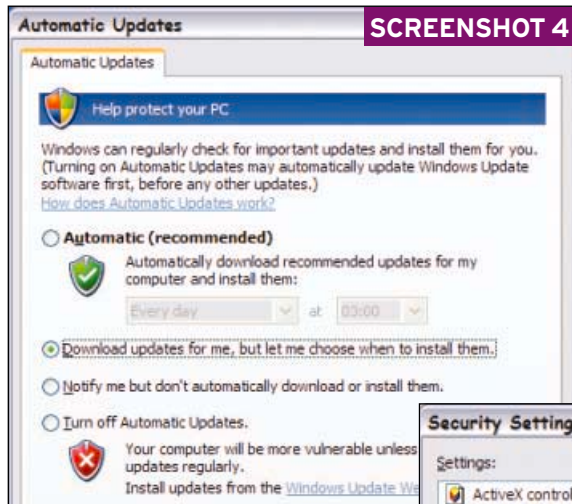 Automatic Updates
SCREENSHOT 4
Automatic Updates
Help protect your PC
Windows can regularly check for important updates and install them for you.
(Turning on Automatic Updates may automatically update Windows Update
software first, before any other updates.)
How does Automatic Updates work?
Automatic (recommended)
Automatically download recommended updates for my
computer and install them:
Every day at 03:00
Download updates for me, but let me choose when to install them.
Notify me but don't automatically download or install them.
Turn off Automatic Updates.
Your computer will be more vulnerable unless
updates regularly.
Install updates from the Windows Update We
Security Setting
Settings:
ActiveX control